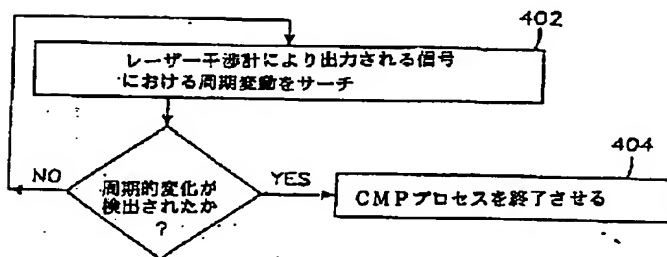 402
レーザー干渉計により出力される信号
における周期変動をサーチ
NO
周期的変化が
検出されたか
?
YES
404
CMPプロセスを終了させる